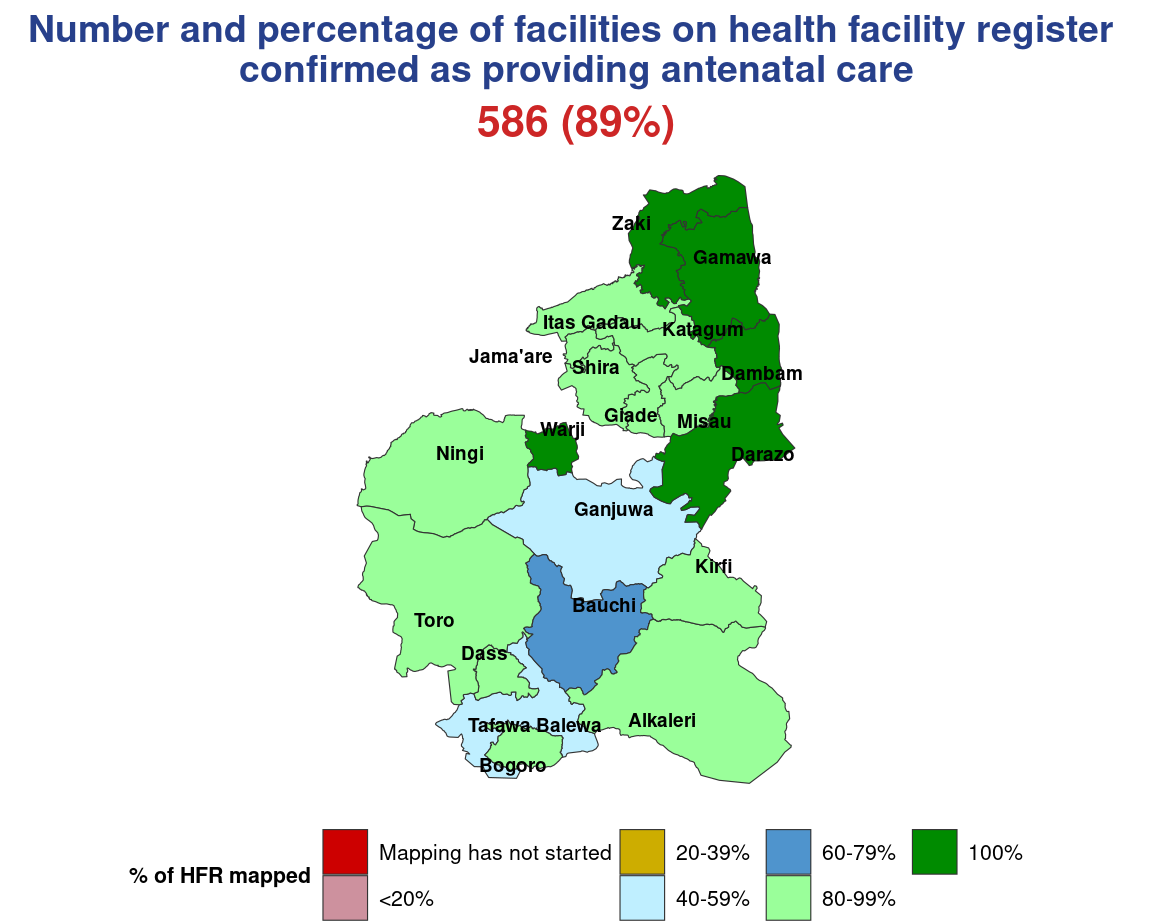 Number and percentage of facilities on health facility register
confirmed as providing antenatal care
586 (89%)
Zaki
Gamawa
Itas Gadau
Katagum
Jama'are
Shira
Dambam
Giade
Misau
Warji
Ningi
Darazo
Ganjuwa
Kirfi
Bauchi
Toro
Dass
Tafawa Balewa
Alkaleri
Bogoro
% of HFR mapped
Mapping has not started
<20%
20-39%
40-59%
60-79%
80-99%
100%